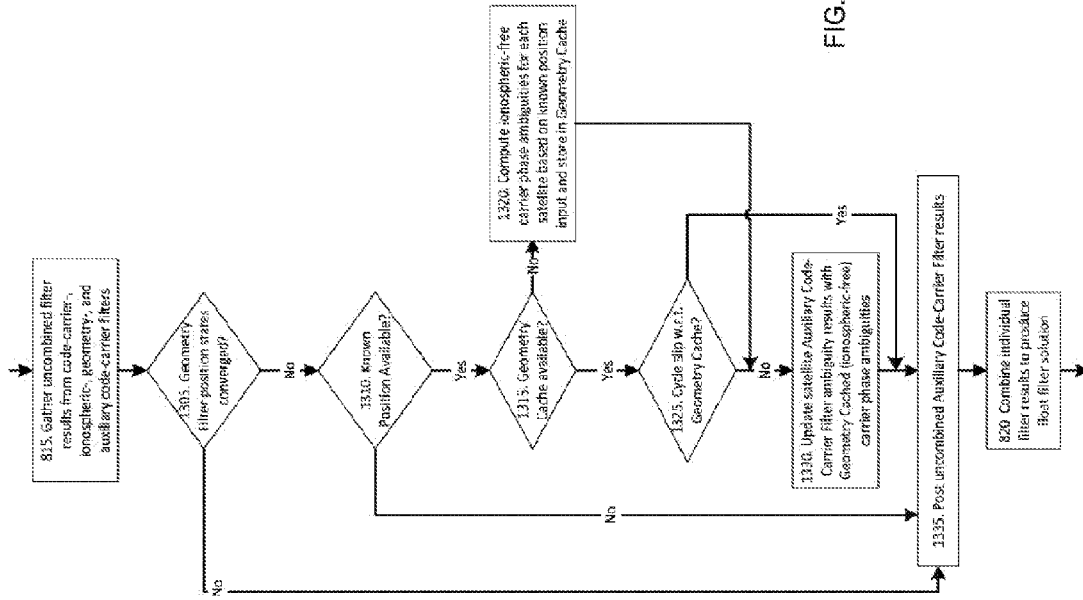 815. Gather uncombined filter
results from code-carrier-,
ionospheric-, geometry-, and
auxiliary code-carrier filters
1305. Geometry
Filter position states
converged?
No
No
1310. Known
Position Available?
Yes
No
1315. Geometry
Cache available?
No
Yes
1320. Compute ionospheric-free
carrier phase ambiguities for each
satellite based on known position
input and store in Geometry Cache
1325. Cycle slip w.r.t.
Geometry Cache?
Yes
No
1330. Update satellite Auxiliary Code-
Carrier Filter ambiguity results with
Geometry Cached (ionospheric-free)
carrier phase ambiguities
1335. Post uncombined Auxiliary Code-Carrier Filter results
820. Combine individual
filter results to produce
float filter solution
FIG.